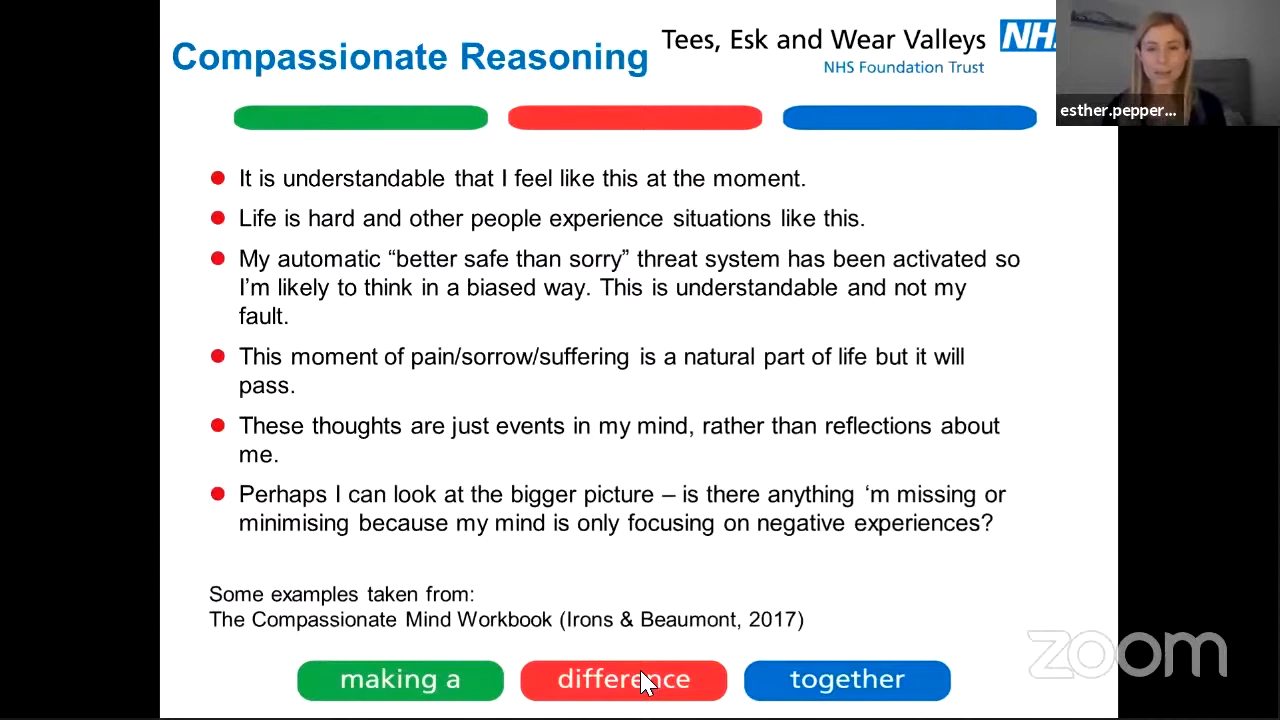 Compassionate Reasoning
Tees, Esk and Wear Valleys
NHS Foundation Trust
esther.pepper...
It is understandable that I feel like this at the moment.
Life is hard and other people experience situations like this.
My automatic “better safe than sorry” threat system has been activated so
I’m likely to think in a biased way. This is understandable and not my
fault.
This moment of pain/sorrow/suffering is a natural part of life but it will
pass.
These thoughts are just events in my mind, rather than reflections about
me.
Perhaps I can look at the bigger picture – is there anything ‘m missing or
minimising because my mind is only focusing on negative experiences?
Some examples taken from:
The Compassionate Mind Workbook (Irons & Beaumont, 2017)
zoom
making a difference together